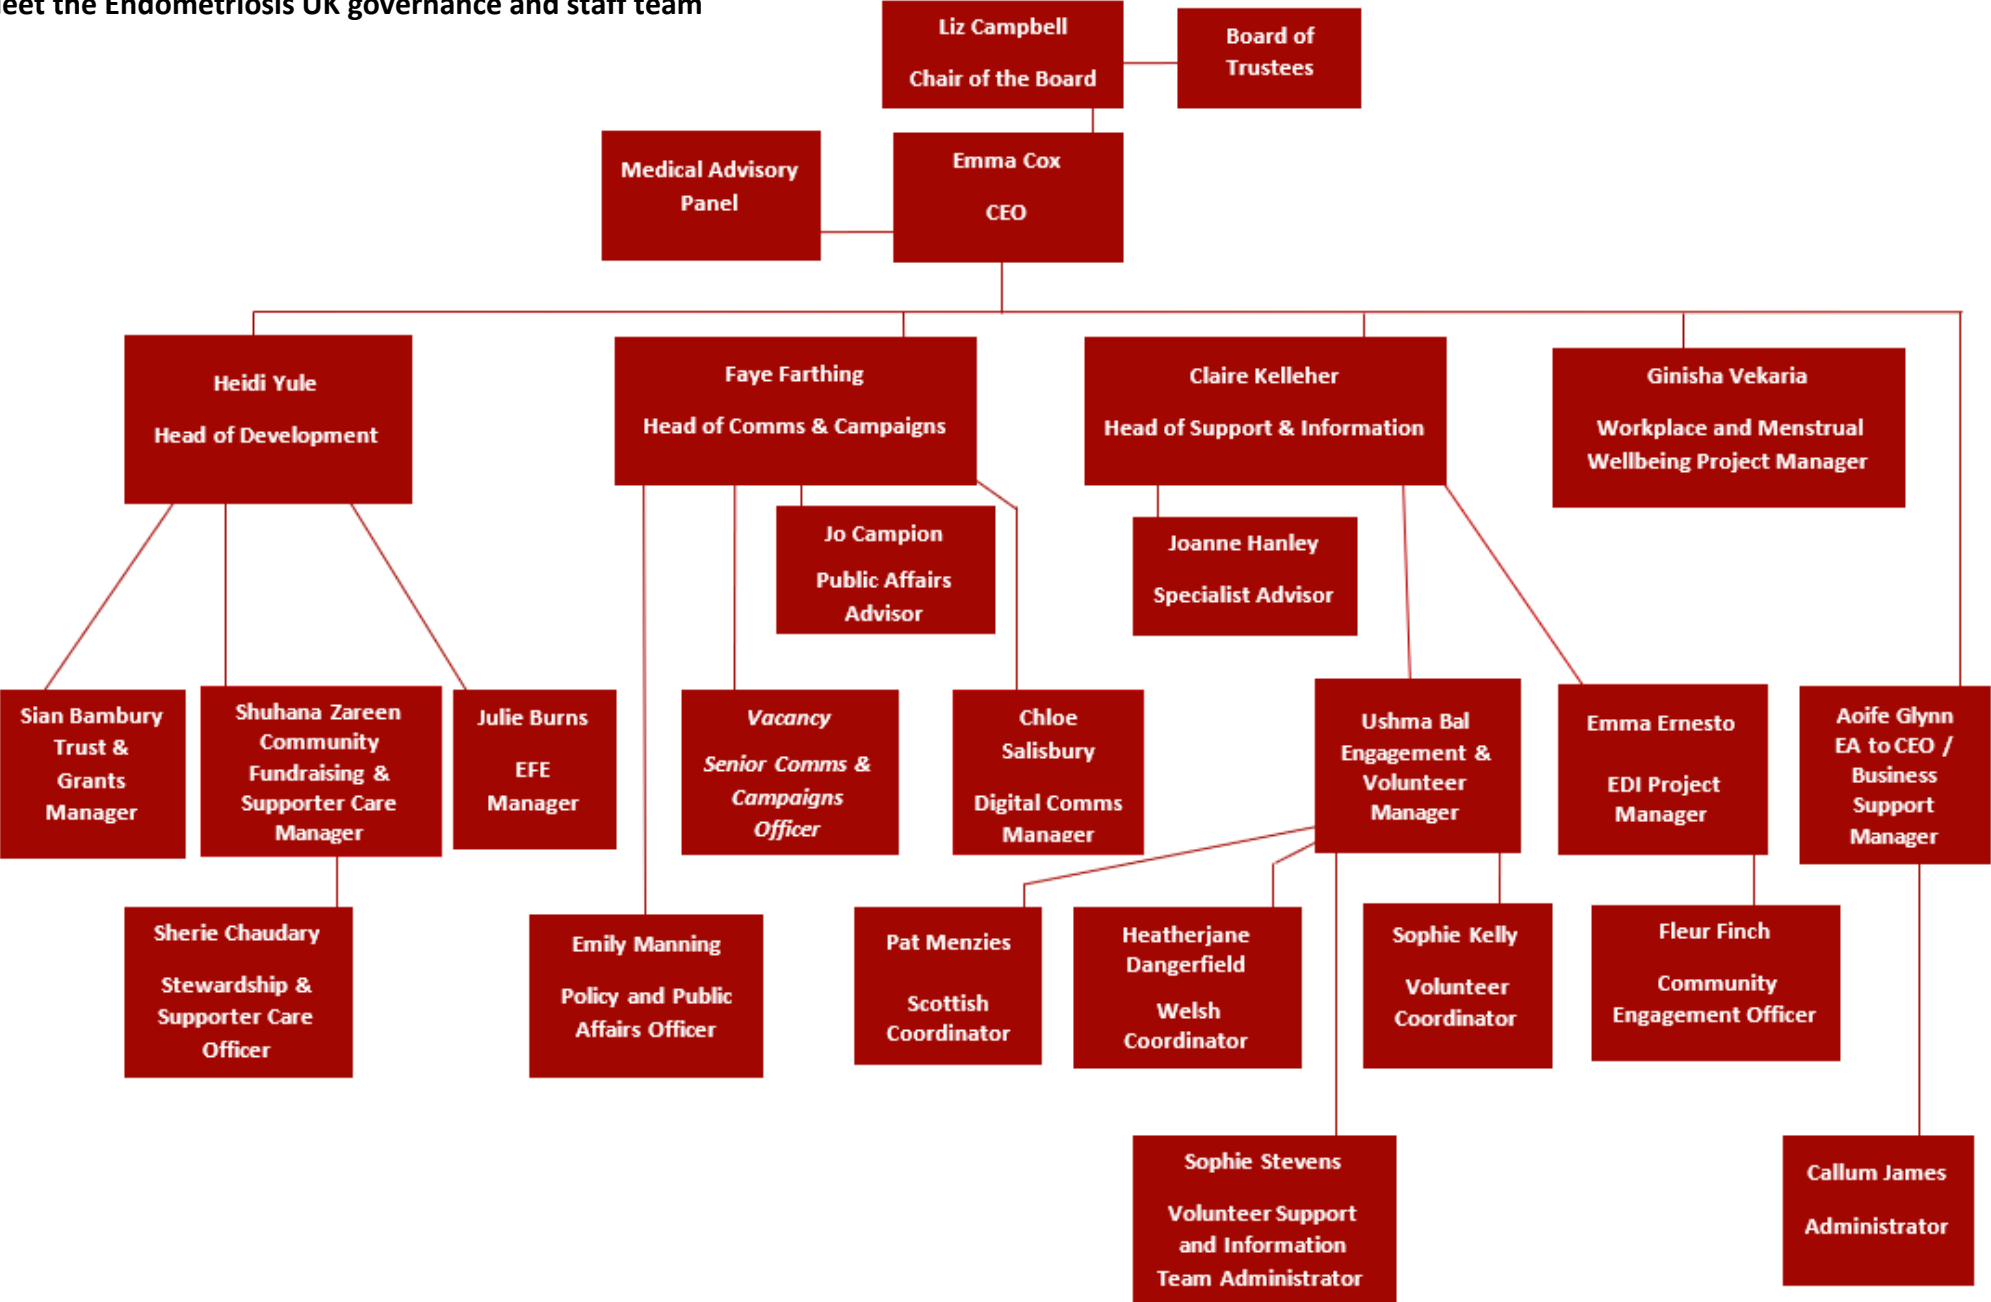 eet the Endometriosis UK governance and staff team
Liz Campbell
Chair of the Board
Board of
Trustees
Medical Advisory
Panel
Emma Cox
CEO
Heidi Yule
Head of Development
Faye Farthing
Head of Comms & Campaigns
Claire Kelleher
Head of Support & Information
Ginisha Vekaria
Workplace and Menstrual
Wellbeing Project Manager
Jo Campion
Public Affairs
Advisor
Joanne Hanley
Specialist Advisor
Sian Bambury
Trust &
Grants
Manager
Shuhana Zareen
Community
Fundraising &
Supporter Care
Manager
Julie Burns
EFE
Manager
Vacancy
Senior Comms &
Campaigns
Officer
Chloe
Salisbury
Digital Comms
Manager
Ushma Bal
Engagement &
Volunteer
Manager
Emma Ernesto
EDI Project
Manager
Aoife Glynn
EA to CEO /
Business
Support
Manager
Sherie Chaudary
Stewardship &
Supporter Care
Officer
Emily Manning
Policy and Public
Affairs Officer
Pat Menzies
Scottish
Coordinator
Heatherjane
Dangerfield
Welsh
Coordinator
Sophie Kelly
Volunteer
Coordinator
Fleur Finch
Community
Engagement Officer
Sophie Stevens
Volunteer Support
and Information
Team Administrator
Callum James
Administrator